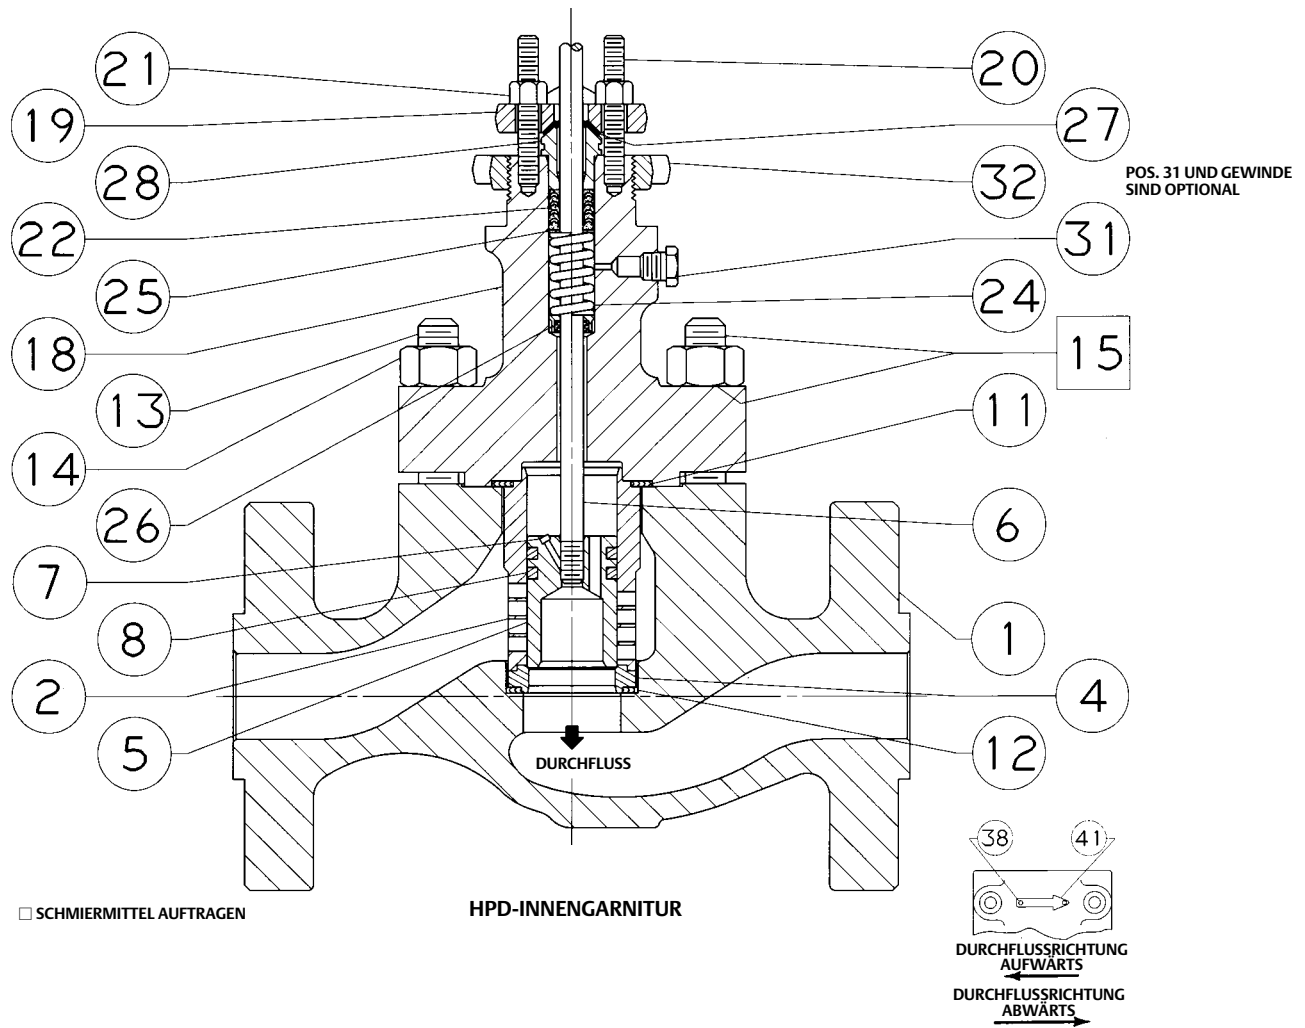 21
20
19
27
28
32
POS. 31 UND GEWINDE
SIND OPTIONAL
22
31
25
24
18
15
13
11
14
26
6
7
8
1
2
4
5
12
DURCHFLUSS
38
41
□ SCHMIERMITTEL AUFTRAGEN
HPD-INNENGARNITUR
DURCHFLUSSRICHTUNG
AUFWÄRTS
DURCHFLUSSRICHTUNG
ABWÄRTS